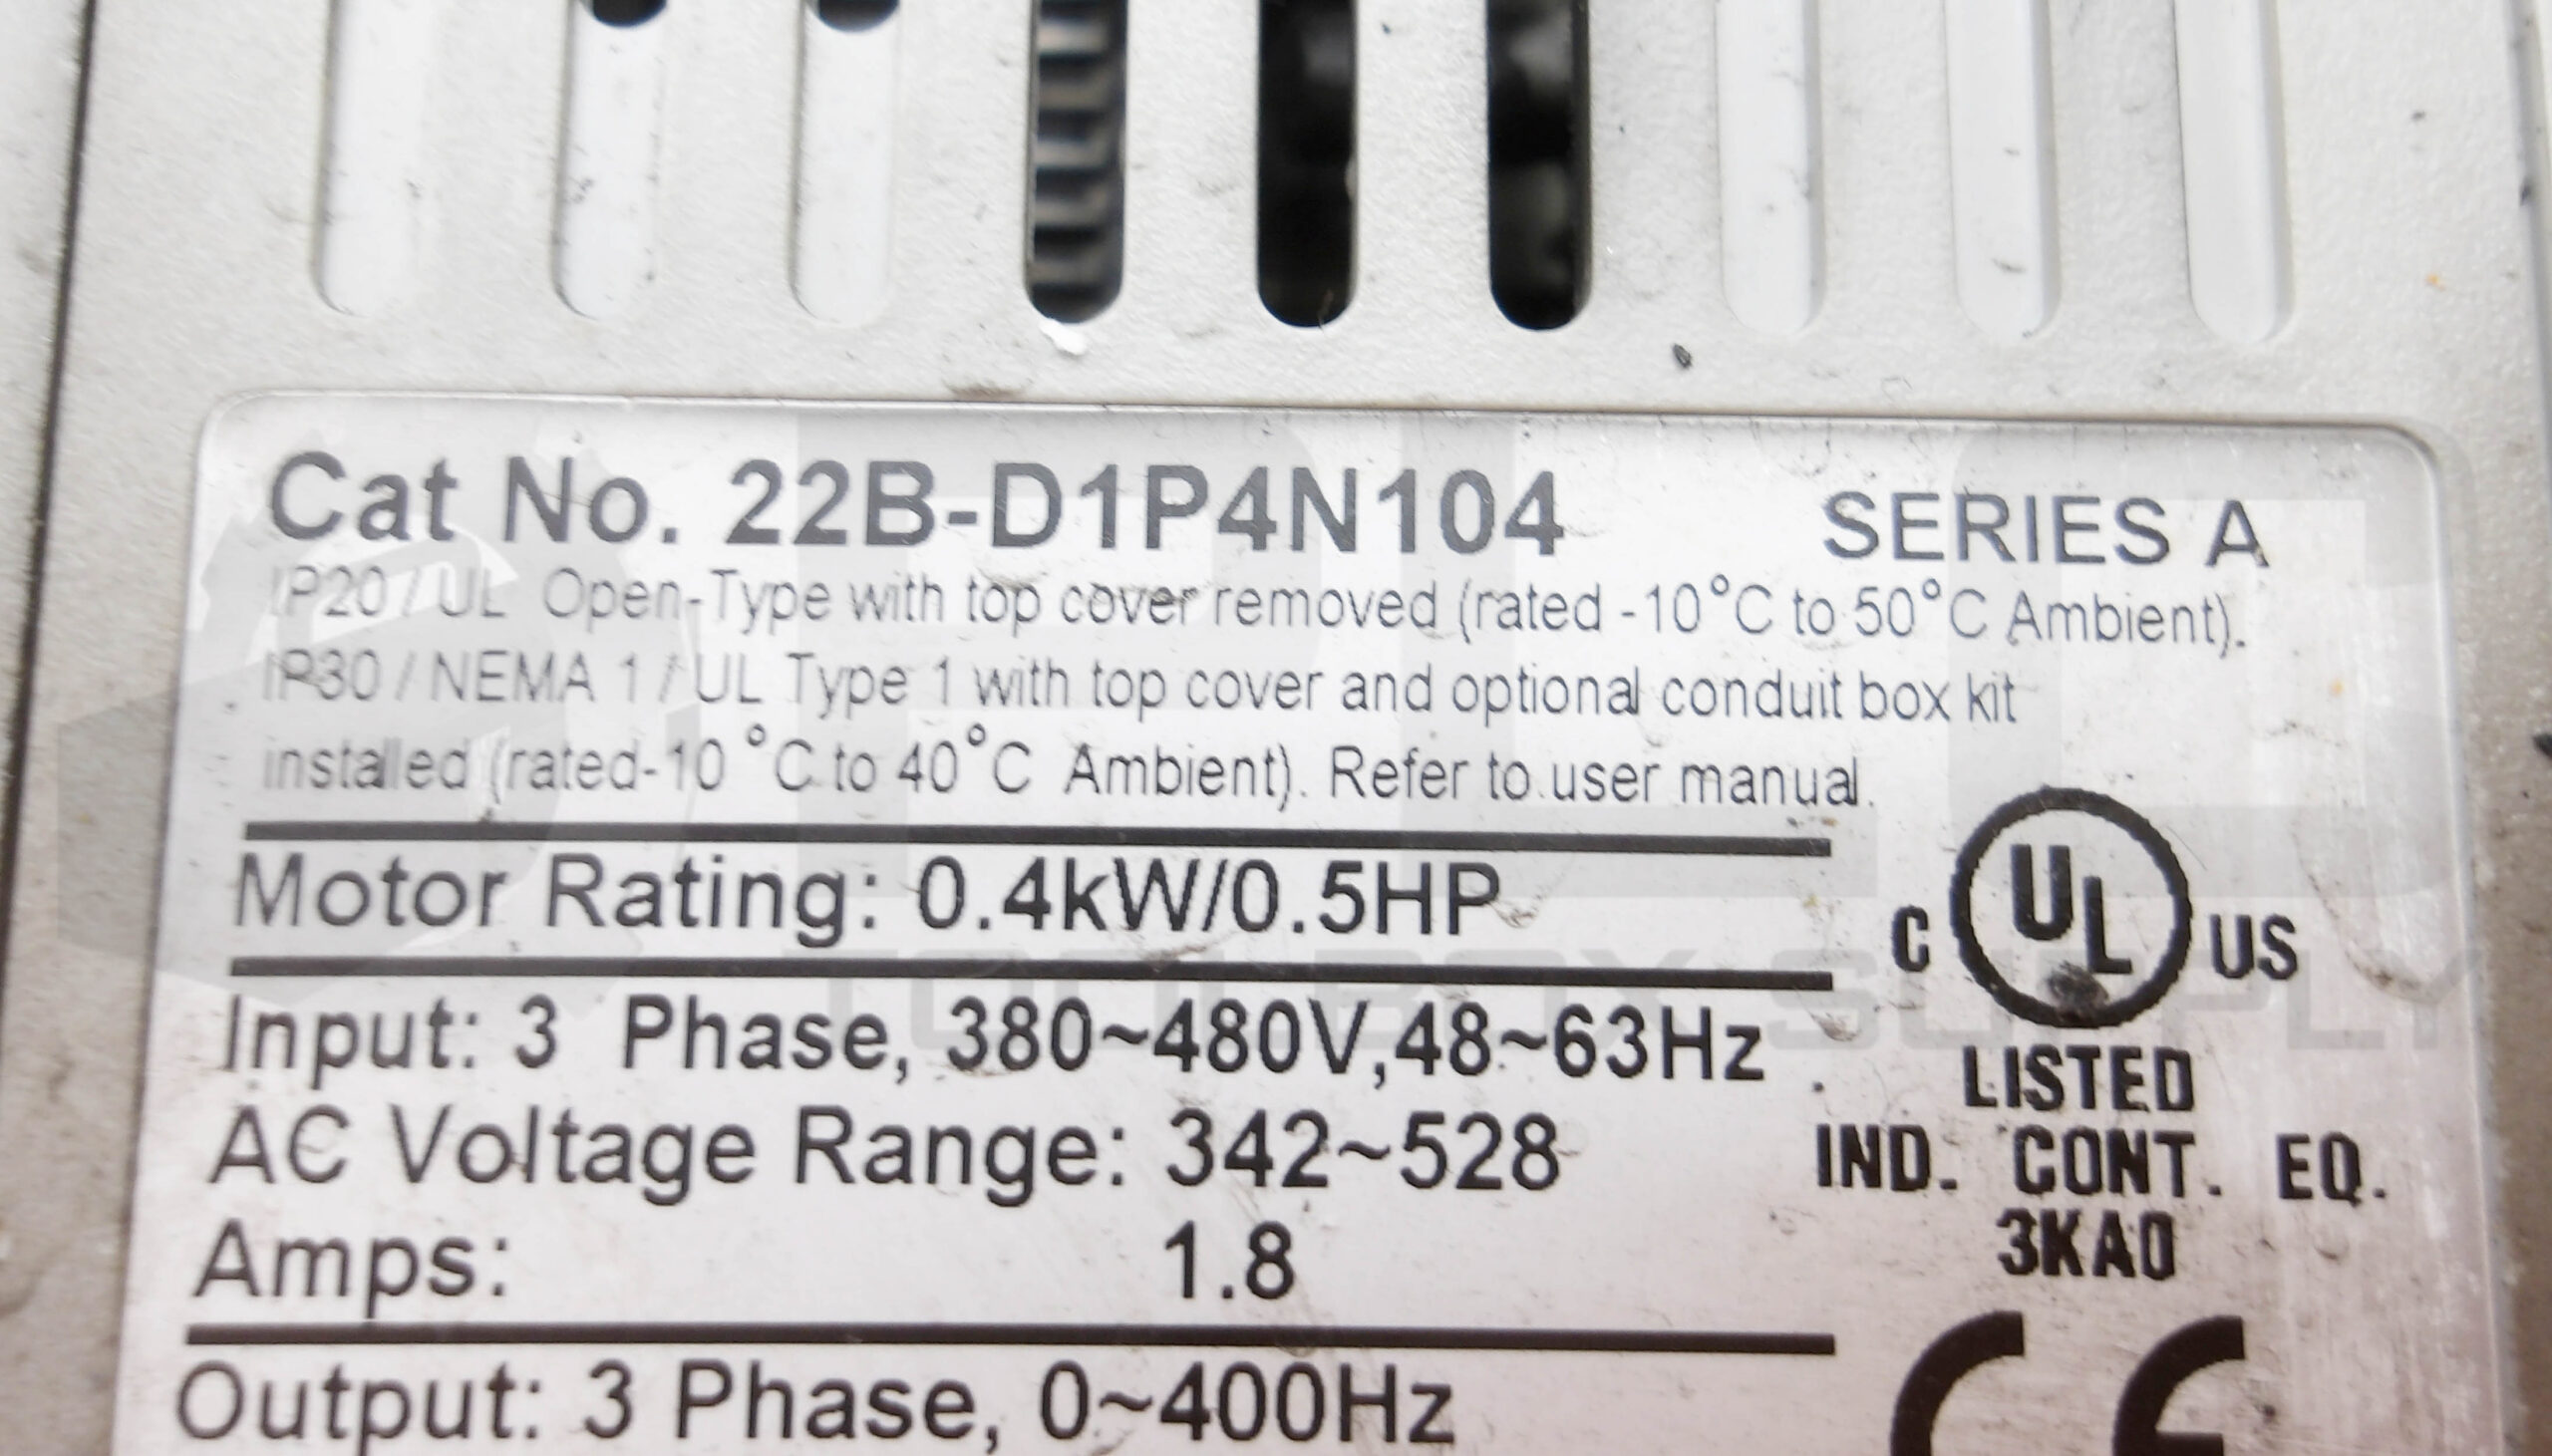 Cat No. 22B-D1P4N104 SERIES A
IP20 / UL Open-Type with top cover removed (rated -10°C to 50°C Ambient).
IP30 / NEMA 1 / UL Type 1 with top cover and optional conduit box kit
installed (rated-10 °C to 40°C Ambient). Refer to user manual.
Motor Rating: 0.4kW/0.5HP
Input: 3 Phase, 380~480V,48~63Hz
AC Voltage Range: 342~528
Amps: 1.8
Output: 3 Phase, 0~400Hz
C UL US
LISTED
IND. CONT. EQ.
3KA0
CE
PLC
TOOL BOX SUPPLY